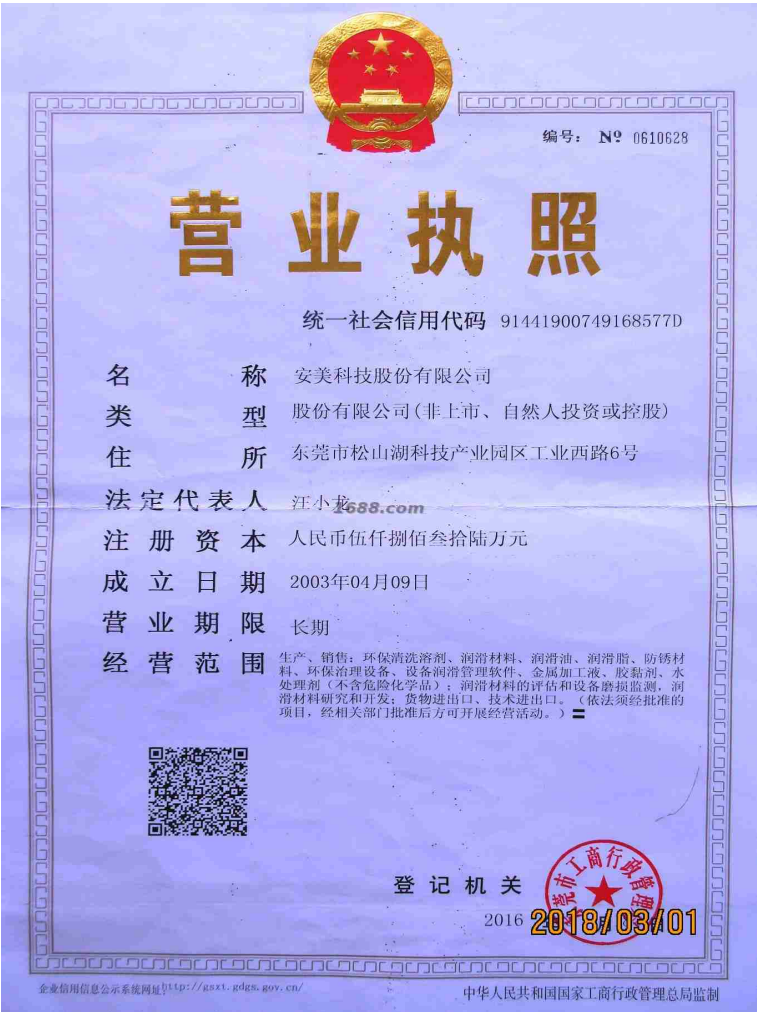 编号: № 0610628
营业执照
统一社会信用代码 91441900749168577D
名称 安美科技股份有限公司
类型 股份有限公司(非上市、自然人投资或控股)
住所 东莞市松山湖科技产业园区工业西路6号
法定代表人 汪小龙
1688.com
注册资本 人民币伍仟捌佰叁拾陆万元
成立日期 2003年04月09日
营业期限 长期
经营范围 生产、销售：环保清洗溶剂、润滑材料、润滑油、润滑脂、防锈材
料、环保治理设备、设备润滑管理软件、金属加工液、胶黏剂、水
处理剂（不含危险化学品）；润滑材料的评估和设备磨损监测，润
滑材料研究和开发；货物进出口、技术进出口。（依法须经批准的
项目，经相关部门批准后方可开展经营活动。）
登记机关
东莞市工商行政管理
2016
2018/03/01
企业信用信息公示系统网址:http://gsxt.gdgs.gov.cn/
中华人民共和国国家工商行政管理总局监制